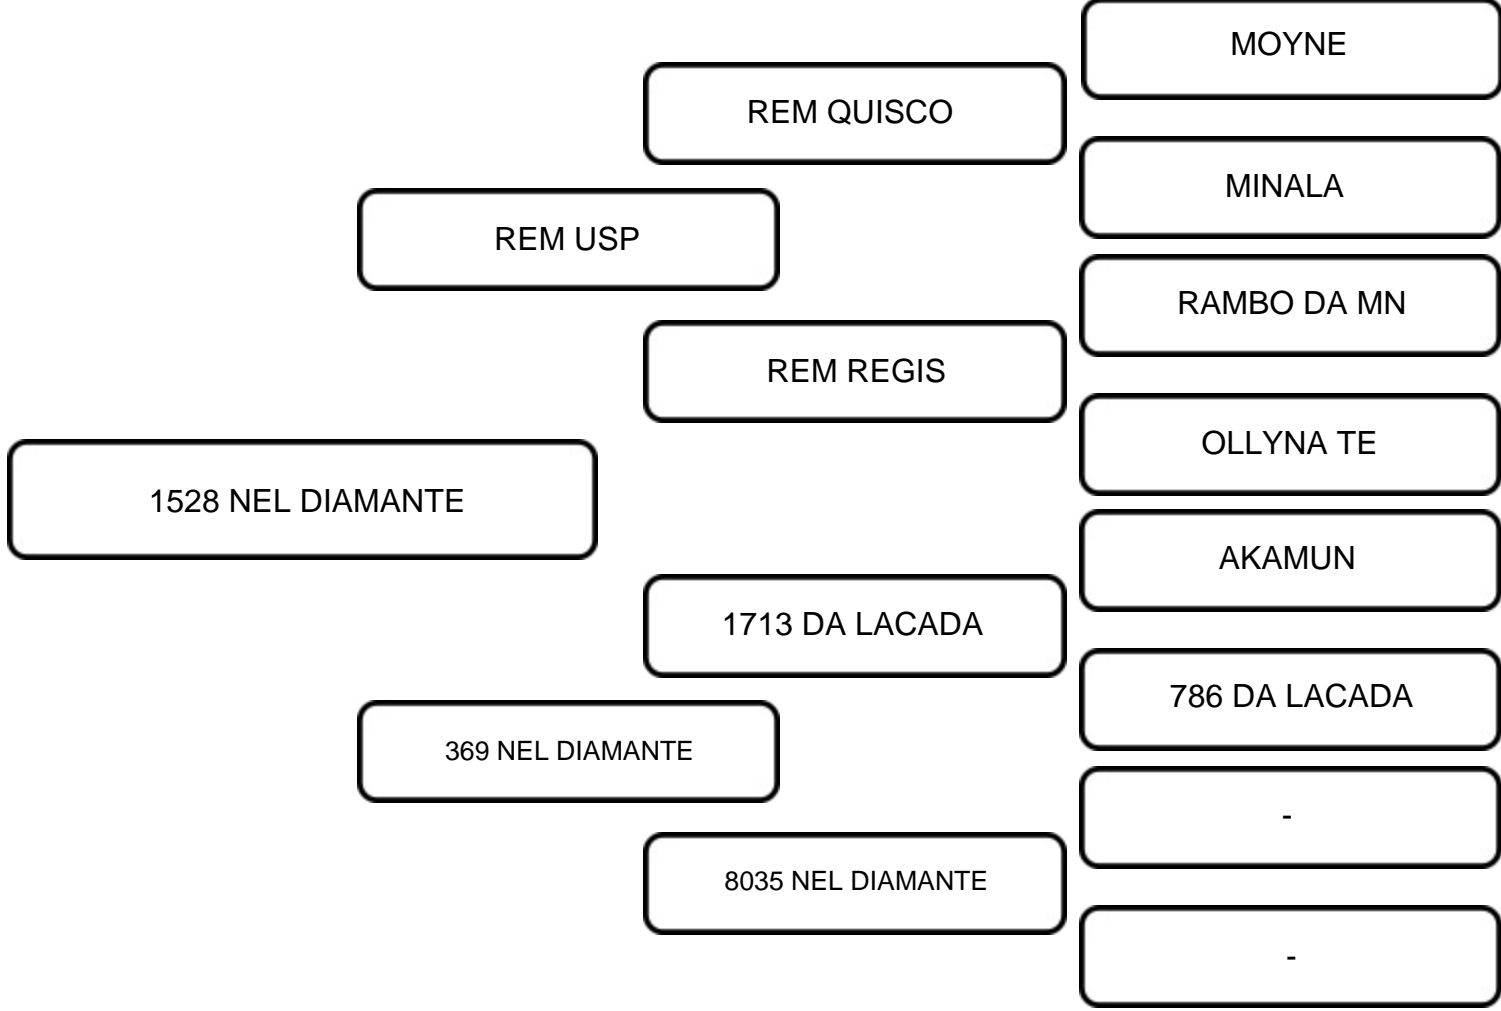 MOYNE
REM QUISCO
MINALA
REM USP
RAMBO DA MN
REM REGIS
OLLYNA TE
1528 NEL DIAMANTE
AKAMUN
1713 DA LACADA
786 DA LACADA
369 NEL DIAMANTE
-
8035 NEL DIAMANTE
-